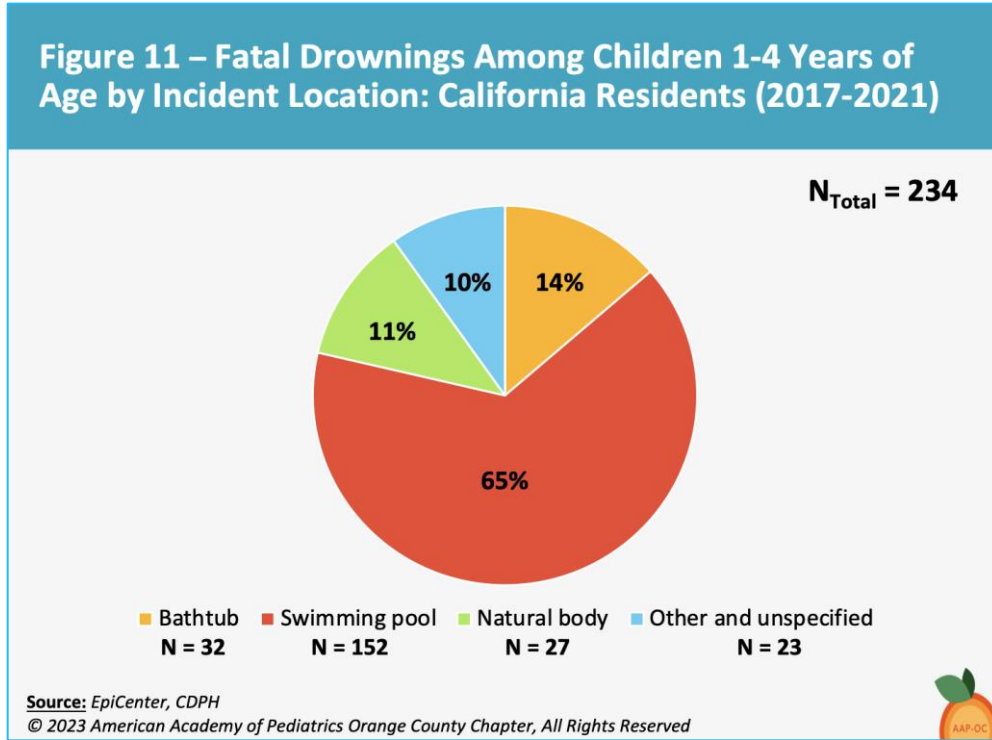 Figure 11 – Fatal Drownings Among Children 1-4 Years of
Age by Incident Location: California Residents (2017-2021)
N_Total = 234
10%
14%
11%
65%
Bathtub Swimming pool Natural body Other and unspecified
N = 32 N = 152 N = 27 N = 23
Source: EpiCenter, CDPH
© 2023 American Academy of Pediatrics Orange County Chapter, All Rights Reserved
AAP-OC